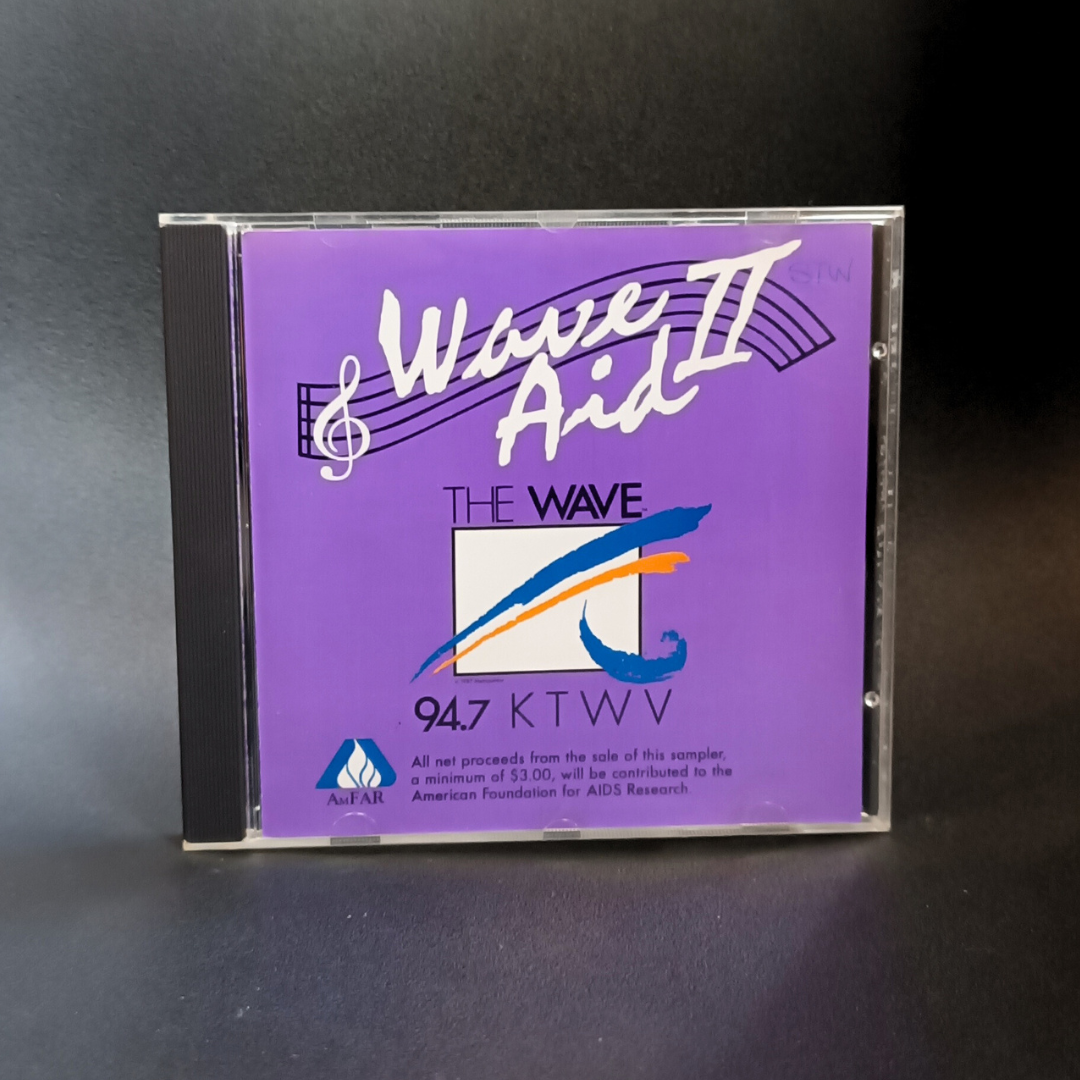 Wave II
Aid
STW
THE WAVE
94.7 KTWV
AMFAR
All net proceeds from the sale of this sampler,
a minimum of $3.00, will be contributed to the
American Foundation for AIDS Research.